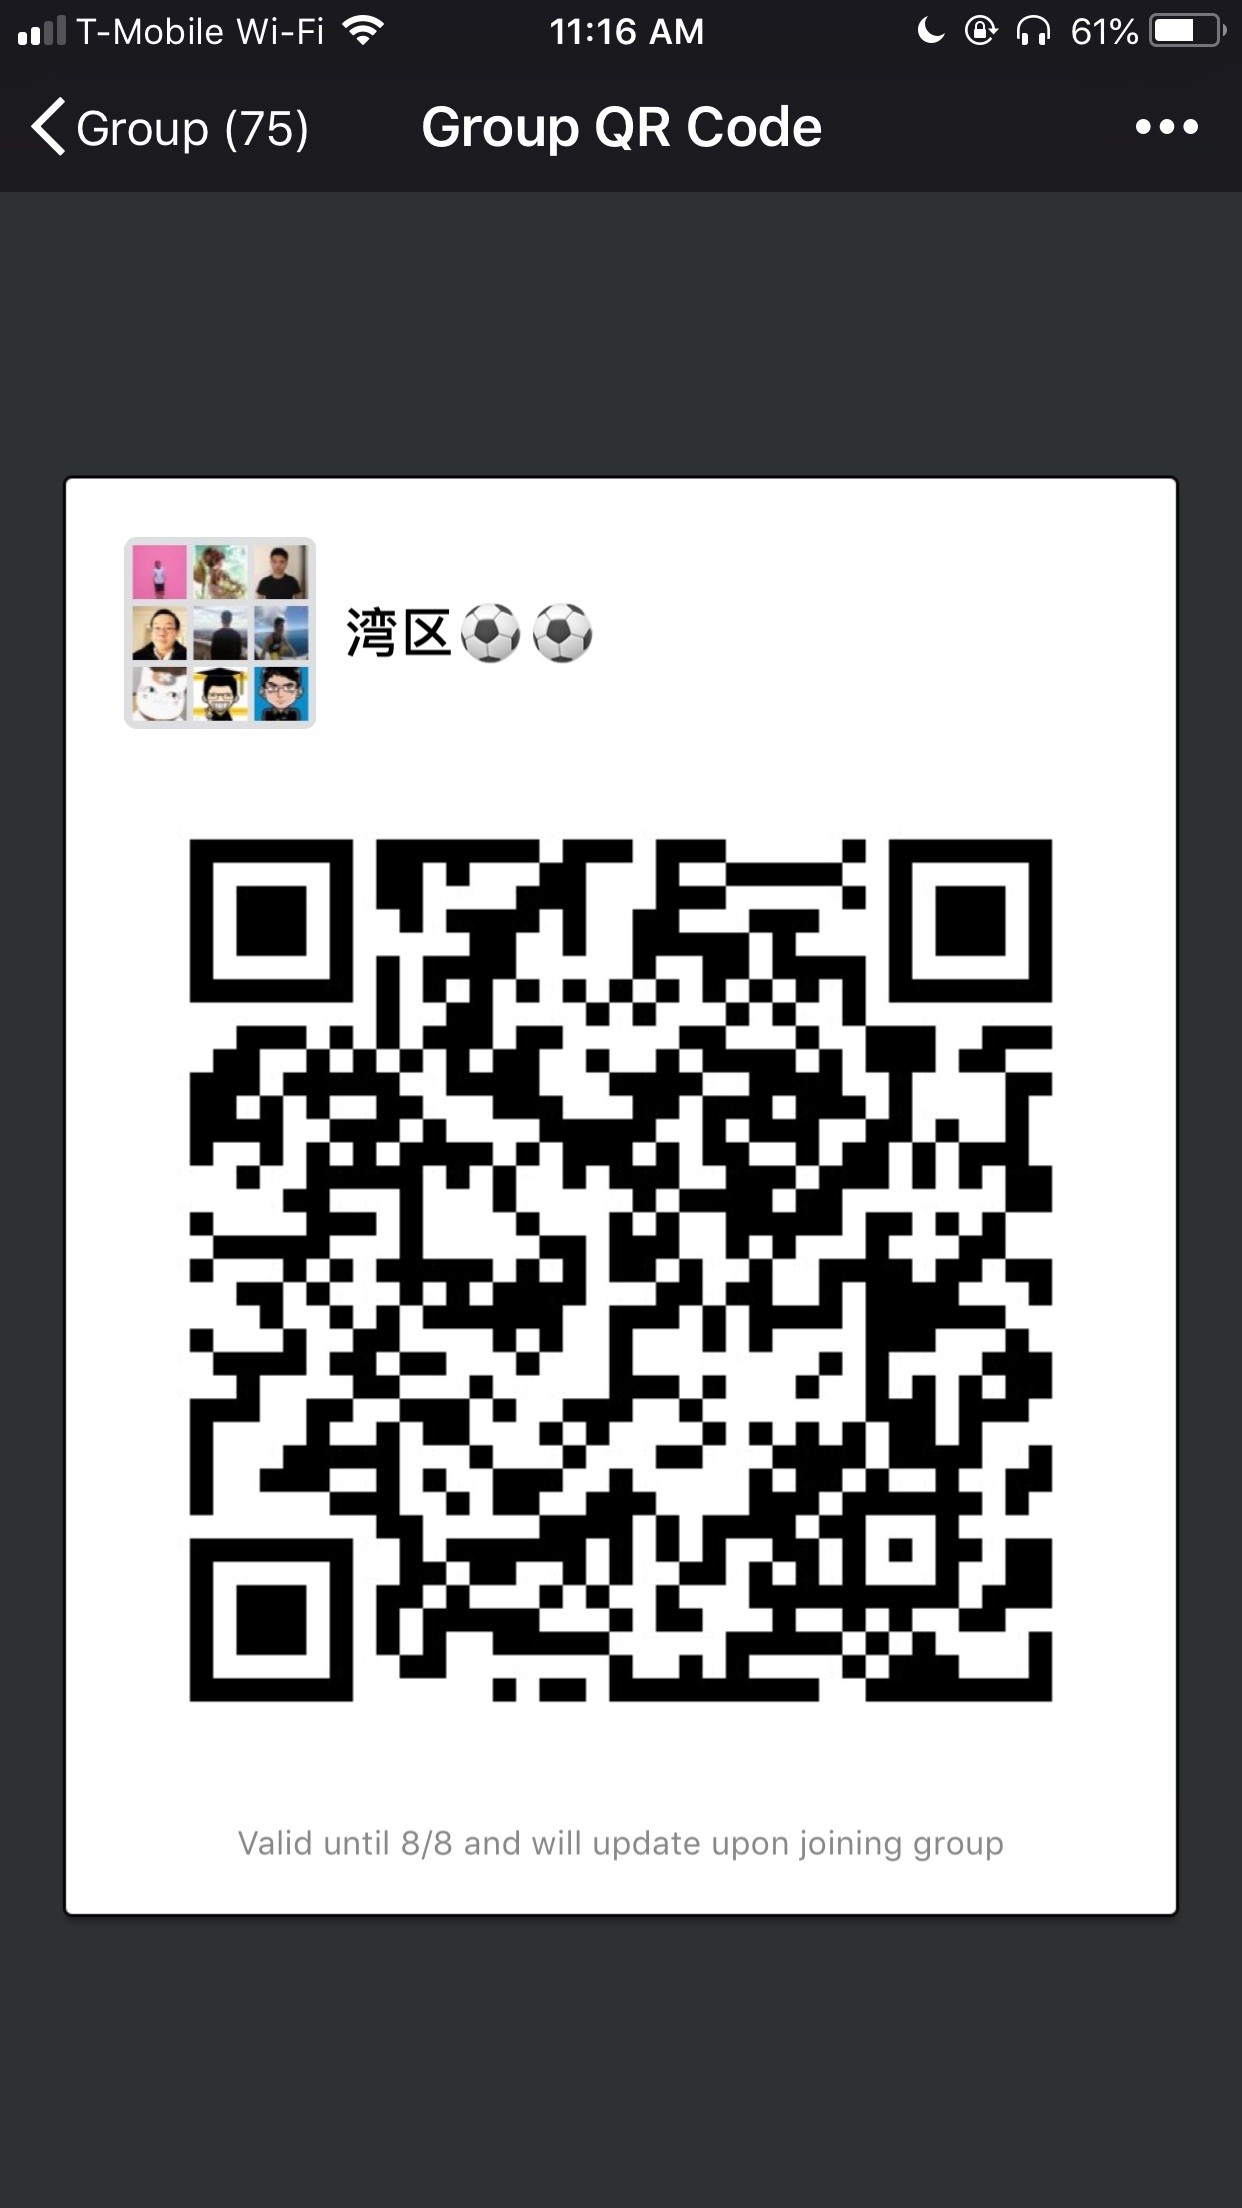 T-Mobile Wi-Fi 11:16 AM 61%
Group (75) Group QR Code
湾区⚽⚽
Valid until 8/8 and will update upon joining group